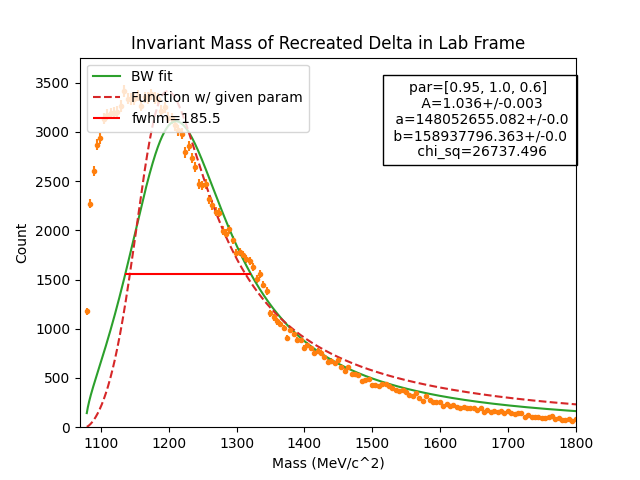 Invariant Mass of Recreated Delta in Lab Frame
BW fit
Function w/ given param
fwhm=185.5
par=[0.95, 1.0, 0.6]
A=1.036+/-0.003
a=148052655.082+/-0.0
b=158937796.363+/-0.0
chi_sq=26737.496
Count
3500
3000
2500
2000
1500
1000
500
0
1100 1200 1300 1400 1500 1600 1700 1800
Mass (MeV/c^2)